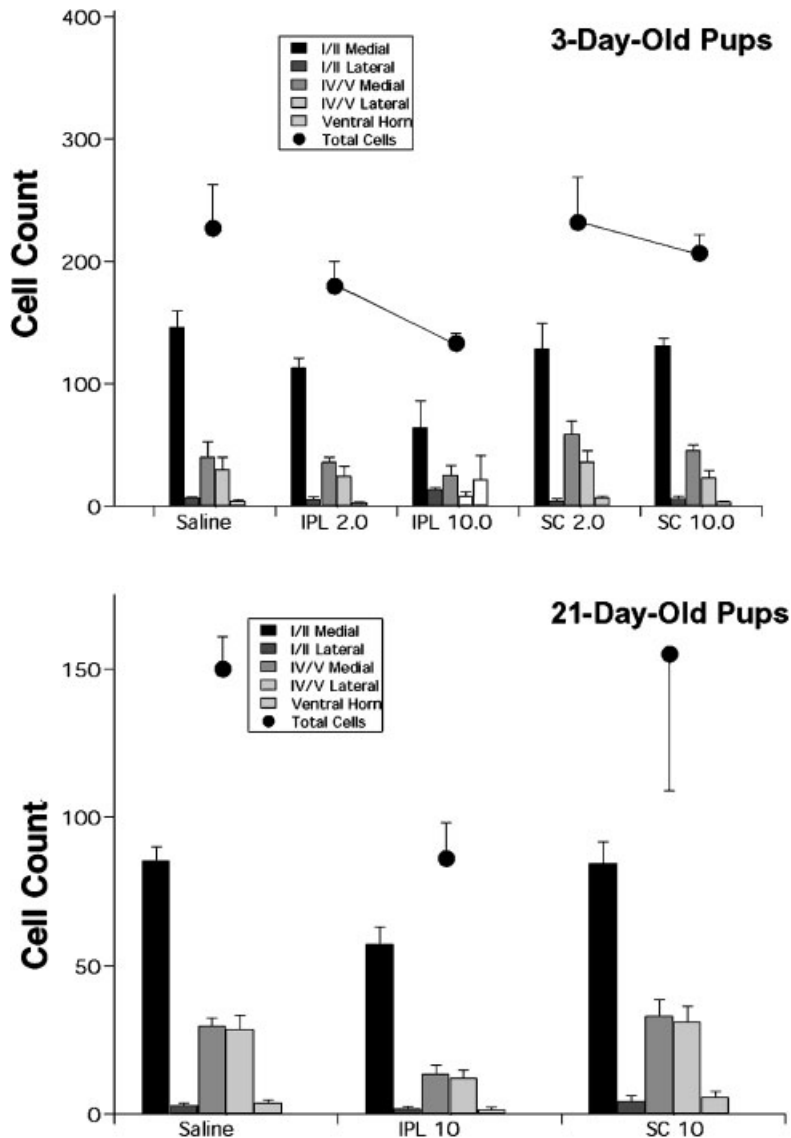 400
3-Day-Old Pups
I/II Medial
I/II Lateral
IV/V Medial
IV/V Lateral
Ventral Horn
Total Cells
300
Cell Count
200
100
0
Saline
IPL 2.0
IPL 10.0
SC 2.0
SC 10.0
21-Day-Old Pups
I/II Medial
I/II Lateral
IV/V Medial
IV/V Lateral
Ventral Horn
Total Cells
150
Cell Count
100
50
0
Saline
IPL 10
SC 10